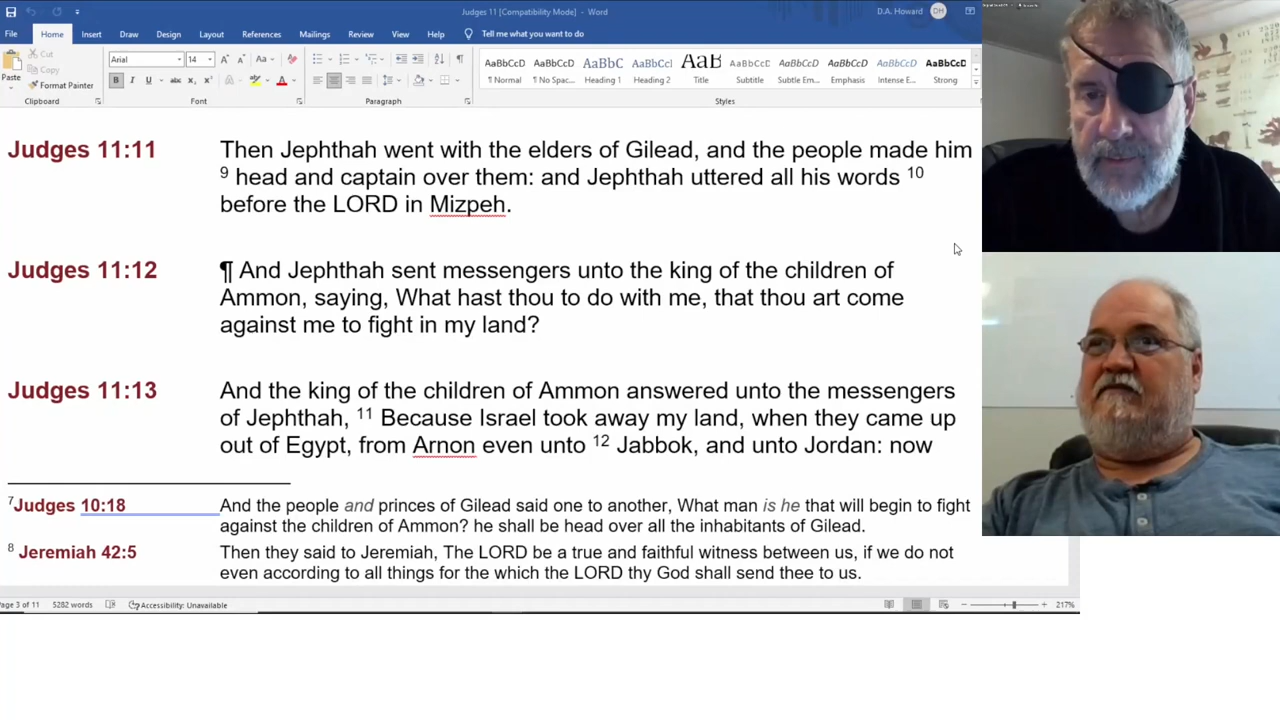 Judges 11 [Compatibility Mode] - Word
D.A. Howard DH
File Home Insert Draw Design Layout References Mailings Review View Help Tell me what you want to do
Cut
Copy
Paste
Format Painter
Arial 14
AaBbCcD AaBbCcD AaBbC AaBbCcI AaB AaBbCcD AaBbCcD AaBbCcD AaBbCcD AaBbCcD
¶ Normal ¶ No Spac... Heading 1 Heading 2 Title Subtitle Subtle Em... Emphasis Intense E... Strong
Clipboard Font Paragraph Styles
Judges 11:11 Then Jephthah went with the elders of Gilead, and the people made him
9 head and captain over them: and Jephthah uttered all his words 10
before the LORD in Mizpeh.
Judges 11:12 ¶ And Jephthah sent messengers unto the king of the children of
Ammon, saying, What hast thou to do with me, that thou art come
against me to fight in my land?
Judges 11:13 And the king of the children of Ammon answered unto the messengers
of Jephthah, 11 Because Israel took away my land, when they came up
out of Egypt, from Arnon even unto 12 Jabbok, and unto Jordan: now
7 Judges 10:18 And the people and princes of Gilead said one to another, What man is he that will begin to fight
against the children of Ammon? he shall be head over all the inhabitants of Gilead.
8 Jeremiah 42:5 Then they said to Jeremiah, The LORD be a true and faithful witness between us, if we do not
even according to all things for the which the LORD thy God shall send thee to us.
Page 3 of 11 5282 words Accessibility: Unavailable 217%